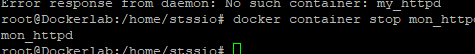 Error response from daemon: No such container: my_httpd
root@Dockerlab:/home/stssio# docker container stop mon_httpd
mon_httpd
root@Dockerlab:/home/stssio#